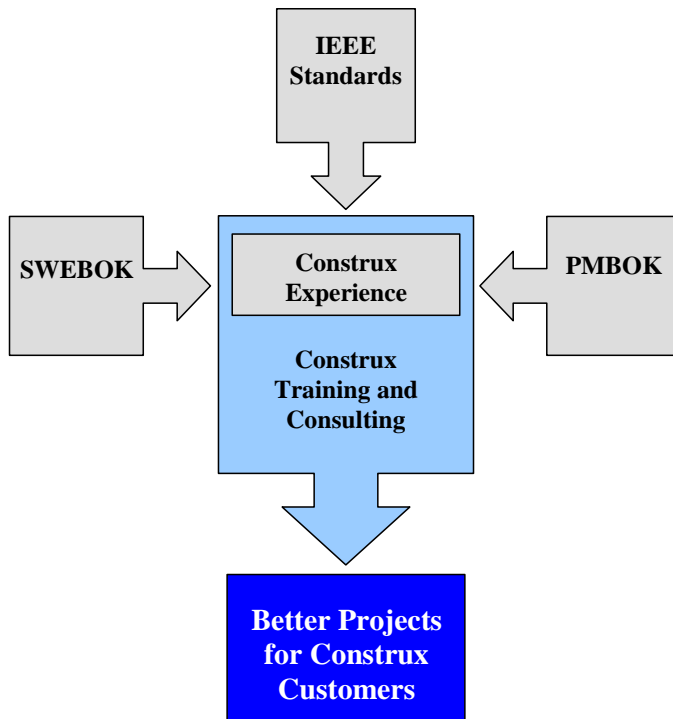 IEEE
Standards
SWEBOK
Construx
Experience
PMBOK
Construx
Training and
Consulting
Better Projects
for Construx
Customers